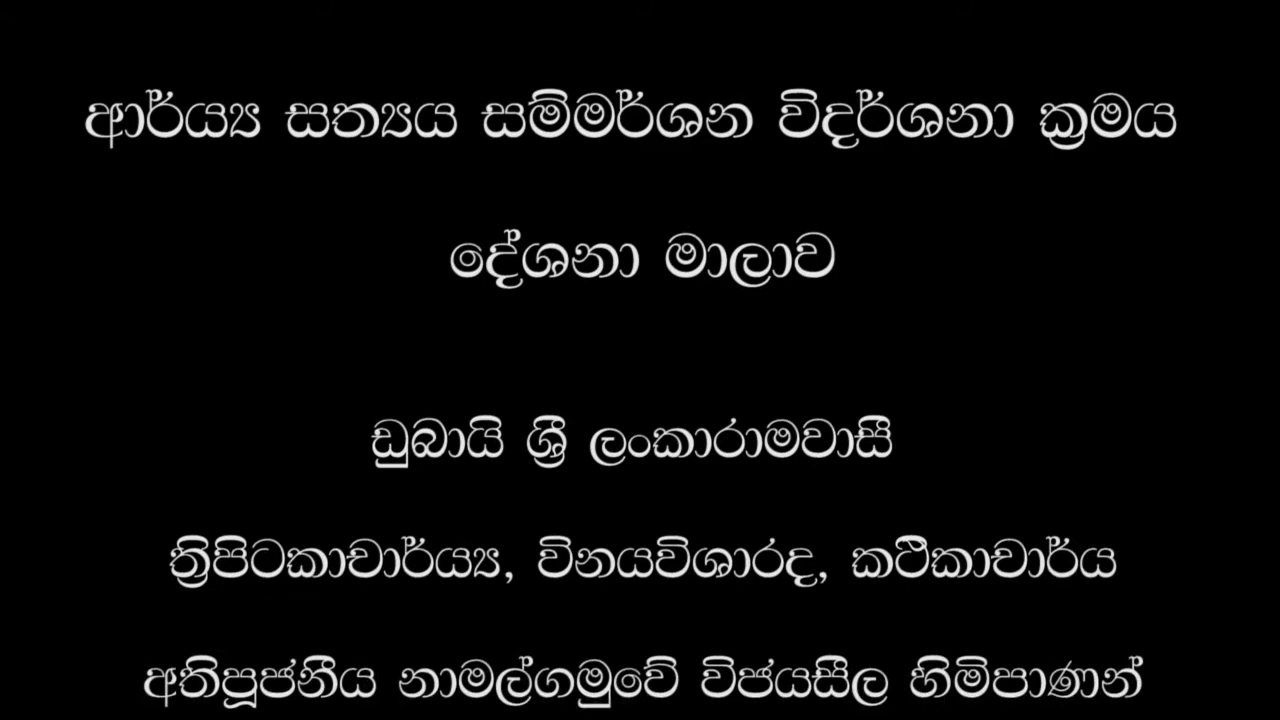 ආර්ය්‍ය සත්‍යය සම්මර්ශන විදර්ශනා ක්‍රමය
දේශනා මාලාව
ඩුබායි ශ්‍රී ලංකාරාමවාසී
ත්‍රිපිටකාචාර්ය්‍ය, විනයවිශාරද, කථිකාචාර්ය
අතිපූජනීය නාමල්ගමුවේ විජයසීල හිමිපාණන්